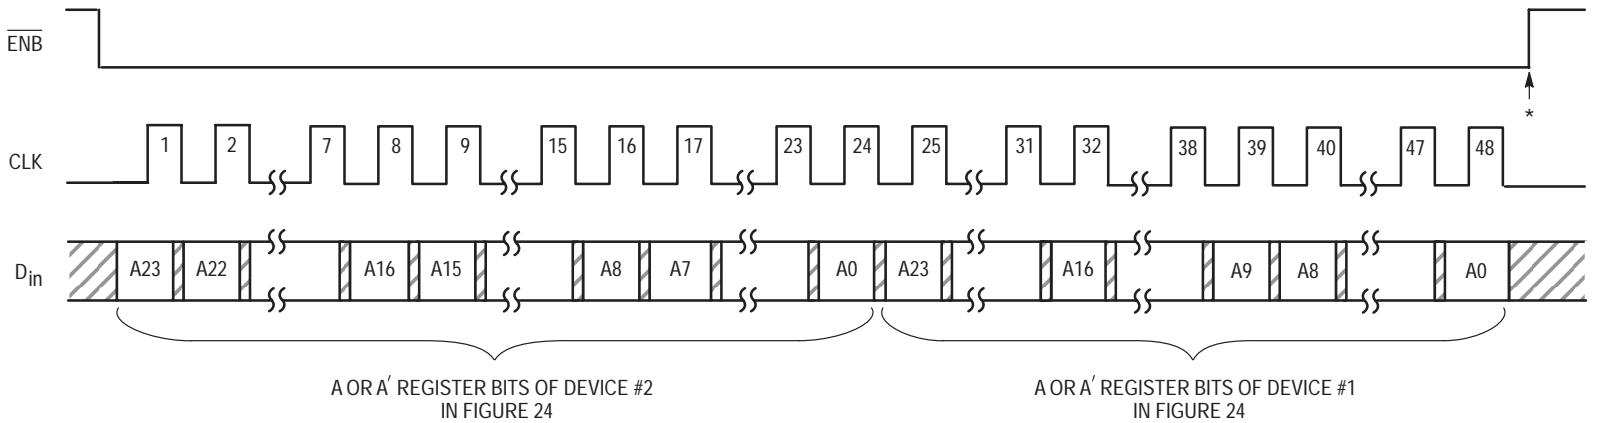 ENB
*
CLK 1 2 7 8 9 15 16 17 23 24 25 31 32 38 39 40 47 48
Din A23 A22 A16 A15 A8 A7 A0 A23 A16 A9 A8 A0
A OR A′ REGISTER BITS OF DEVICE #2
IN FIGURE 24
A OR A′ REGISTER BITS OF DEVICE #1
IN FIGURE 24